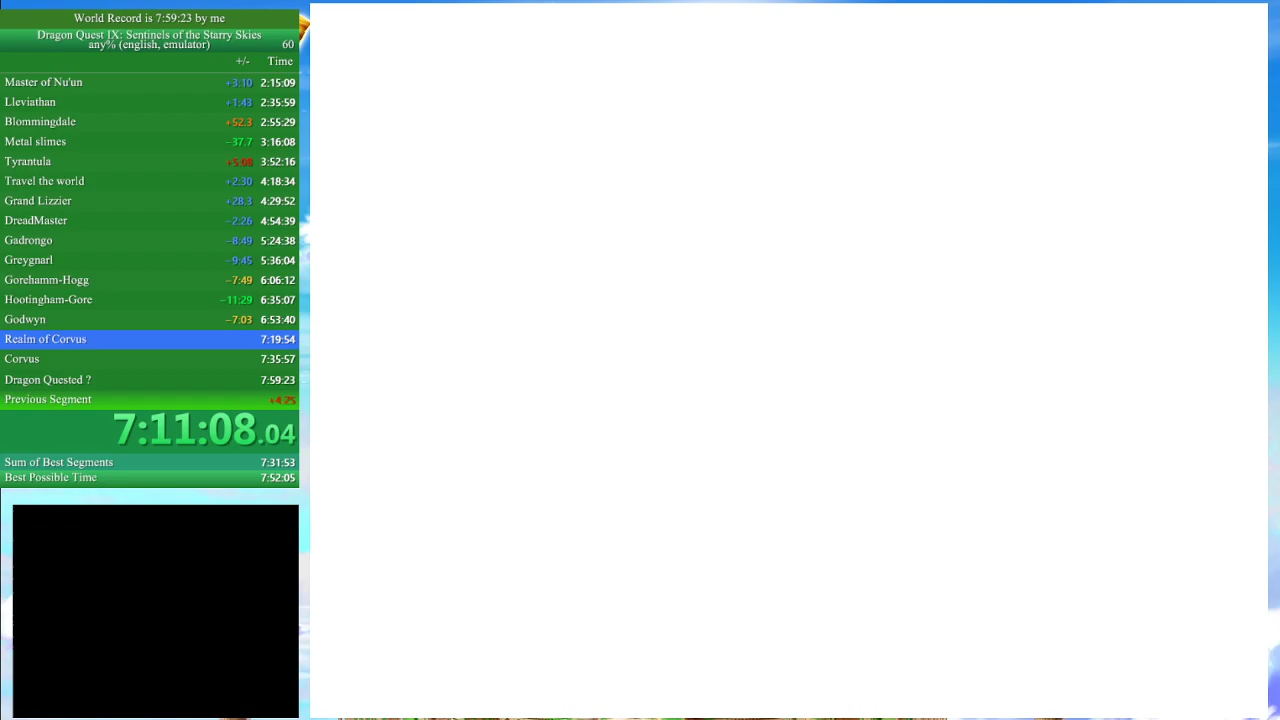 World Record is 7:59:23 by me
Dragon Quest IX: Sentinels of the Starry Skies
any% (english, emulator) 60
+/- Time
Master of Nu'un +3:10 2:15:09
Lleviathan +1:43 2:35:59
Blommingdale +52.3 2:55:29
Metal slimes −37.7 3:16:08
Tyrantula +5:08 3:52:16
Travel the world +2:30 4:18:34
Grand Lizzier +28.3 4:29:52
DreadMaster −2:26 4:54:39
Gadrongo −8:49 5:24:38
Greygnarl −9:45 5:36:04
Gorehamm-Hogg −7:49 6:06:12
Hootingham-Gore −11:29 6:35:07
Godwyn −7:03 6:53:40
Realm of Corvus 7:19:54
Corvus 7:35:57
Dragon Quested ? 7:59:23
Previous Segment +4:25
7:11:08.04
Sum of Best Segments 7:31:53
Best Possible Time 7:52:05